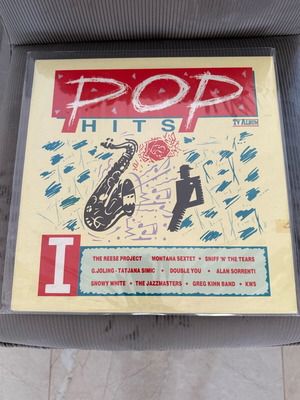 POP
HITS
TV ALBUM
I
THE REESE PROJECT MONTANA SEXTET • SNIFF 'N' THE TEARS
G.JOLING - TATJANA SIMIC • DOUBLE YOU • ALAN SORRENTI
SNOWY WHITE • THE JAZZMASTERS • GREG KIHN BAND • KWS